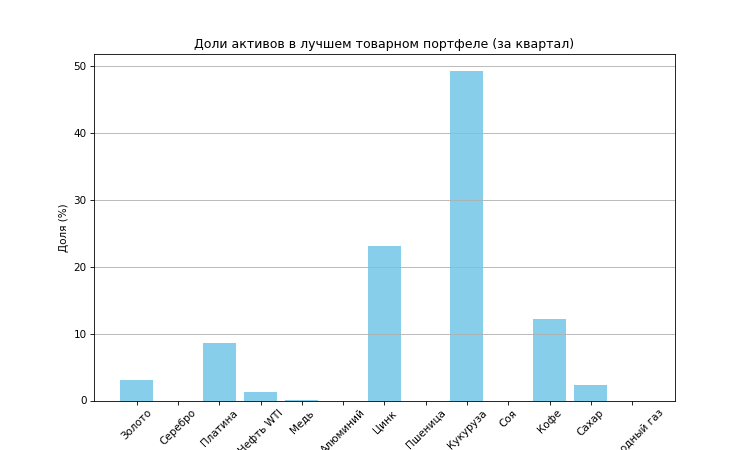 Доли активов в лучшем товарном портфеле (за квартал)
Доля (%)
50
40
30
20
10
0
Золото
Серебро
Платина
Нефть WTI
Медь
Алюминий
Цинк
Пшеница
Кукуруза
Соя
Кофе
Сахар
одный газ